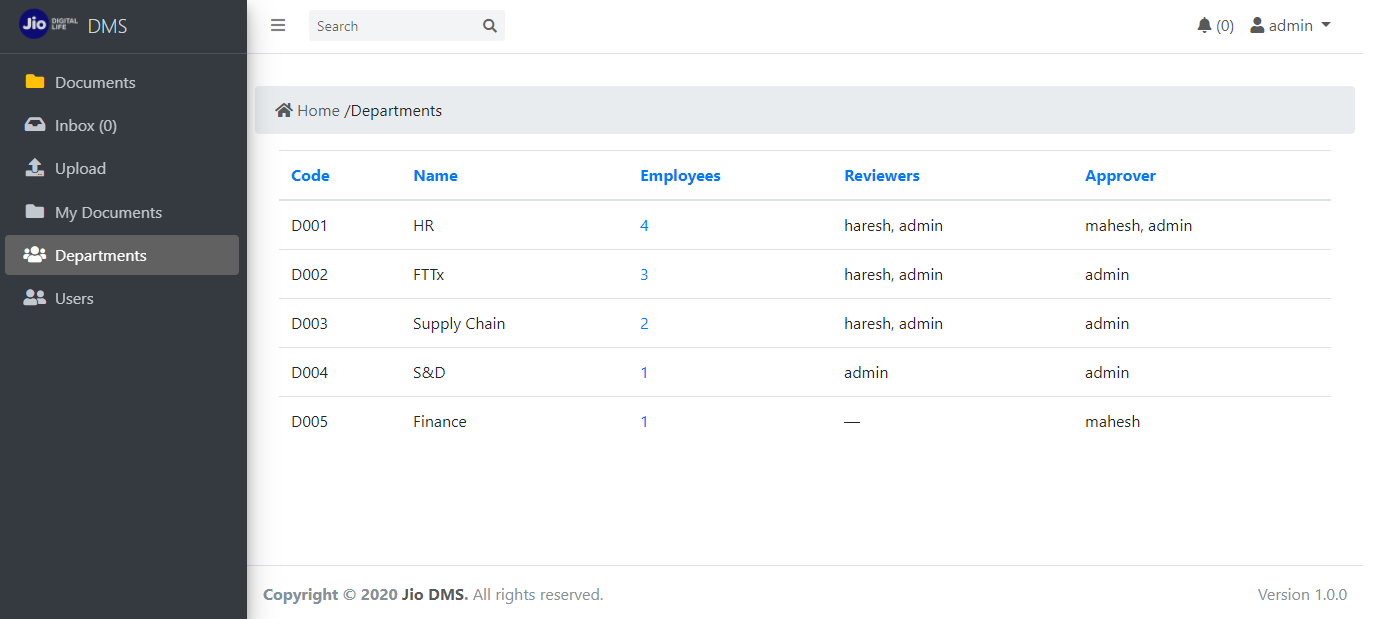 Jio DIGITAL LIFE DMS
Search
(0) admin
Documents
Inbox (0)
Upload
My Documents
Departments
Users
Home /Departments
Code Name Employees Reviewers Approver
D001 HR 4 haresh, admin mahesh, admin
D002 FTTx 3 haresh, admin admin
D003 Supply Chain 2 haresh, admin admin
D004 S&D 1 admin admin
D005 Finance 1 — mahesh
Copyright © 2020 Jio DMS. All rights reserved. Version 1.0.0